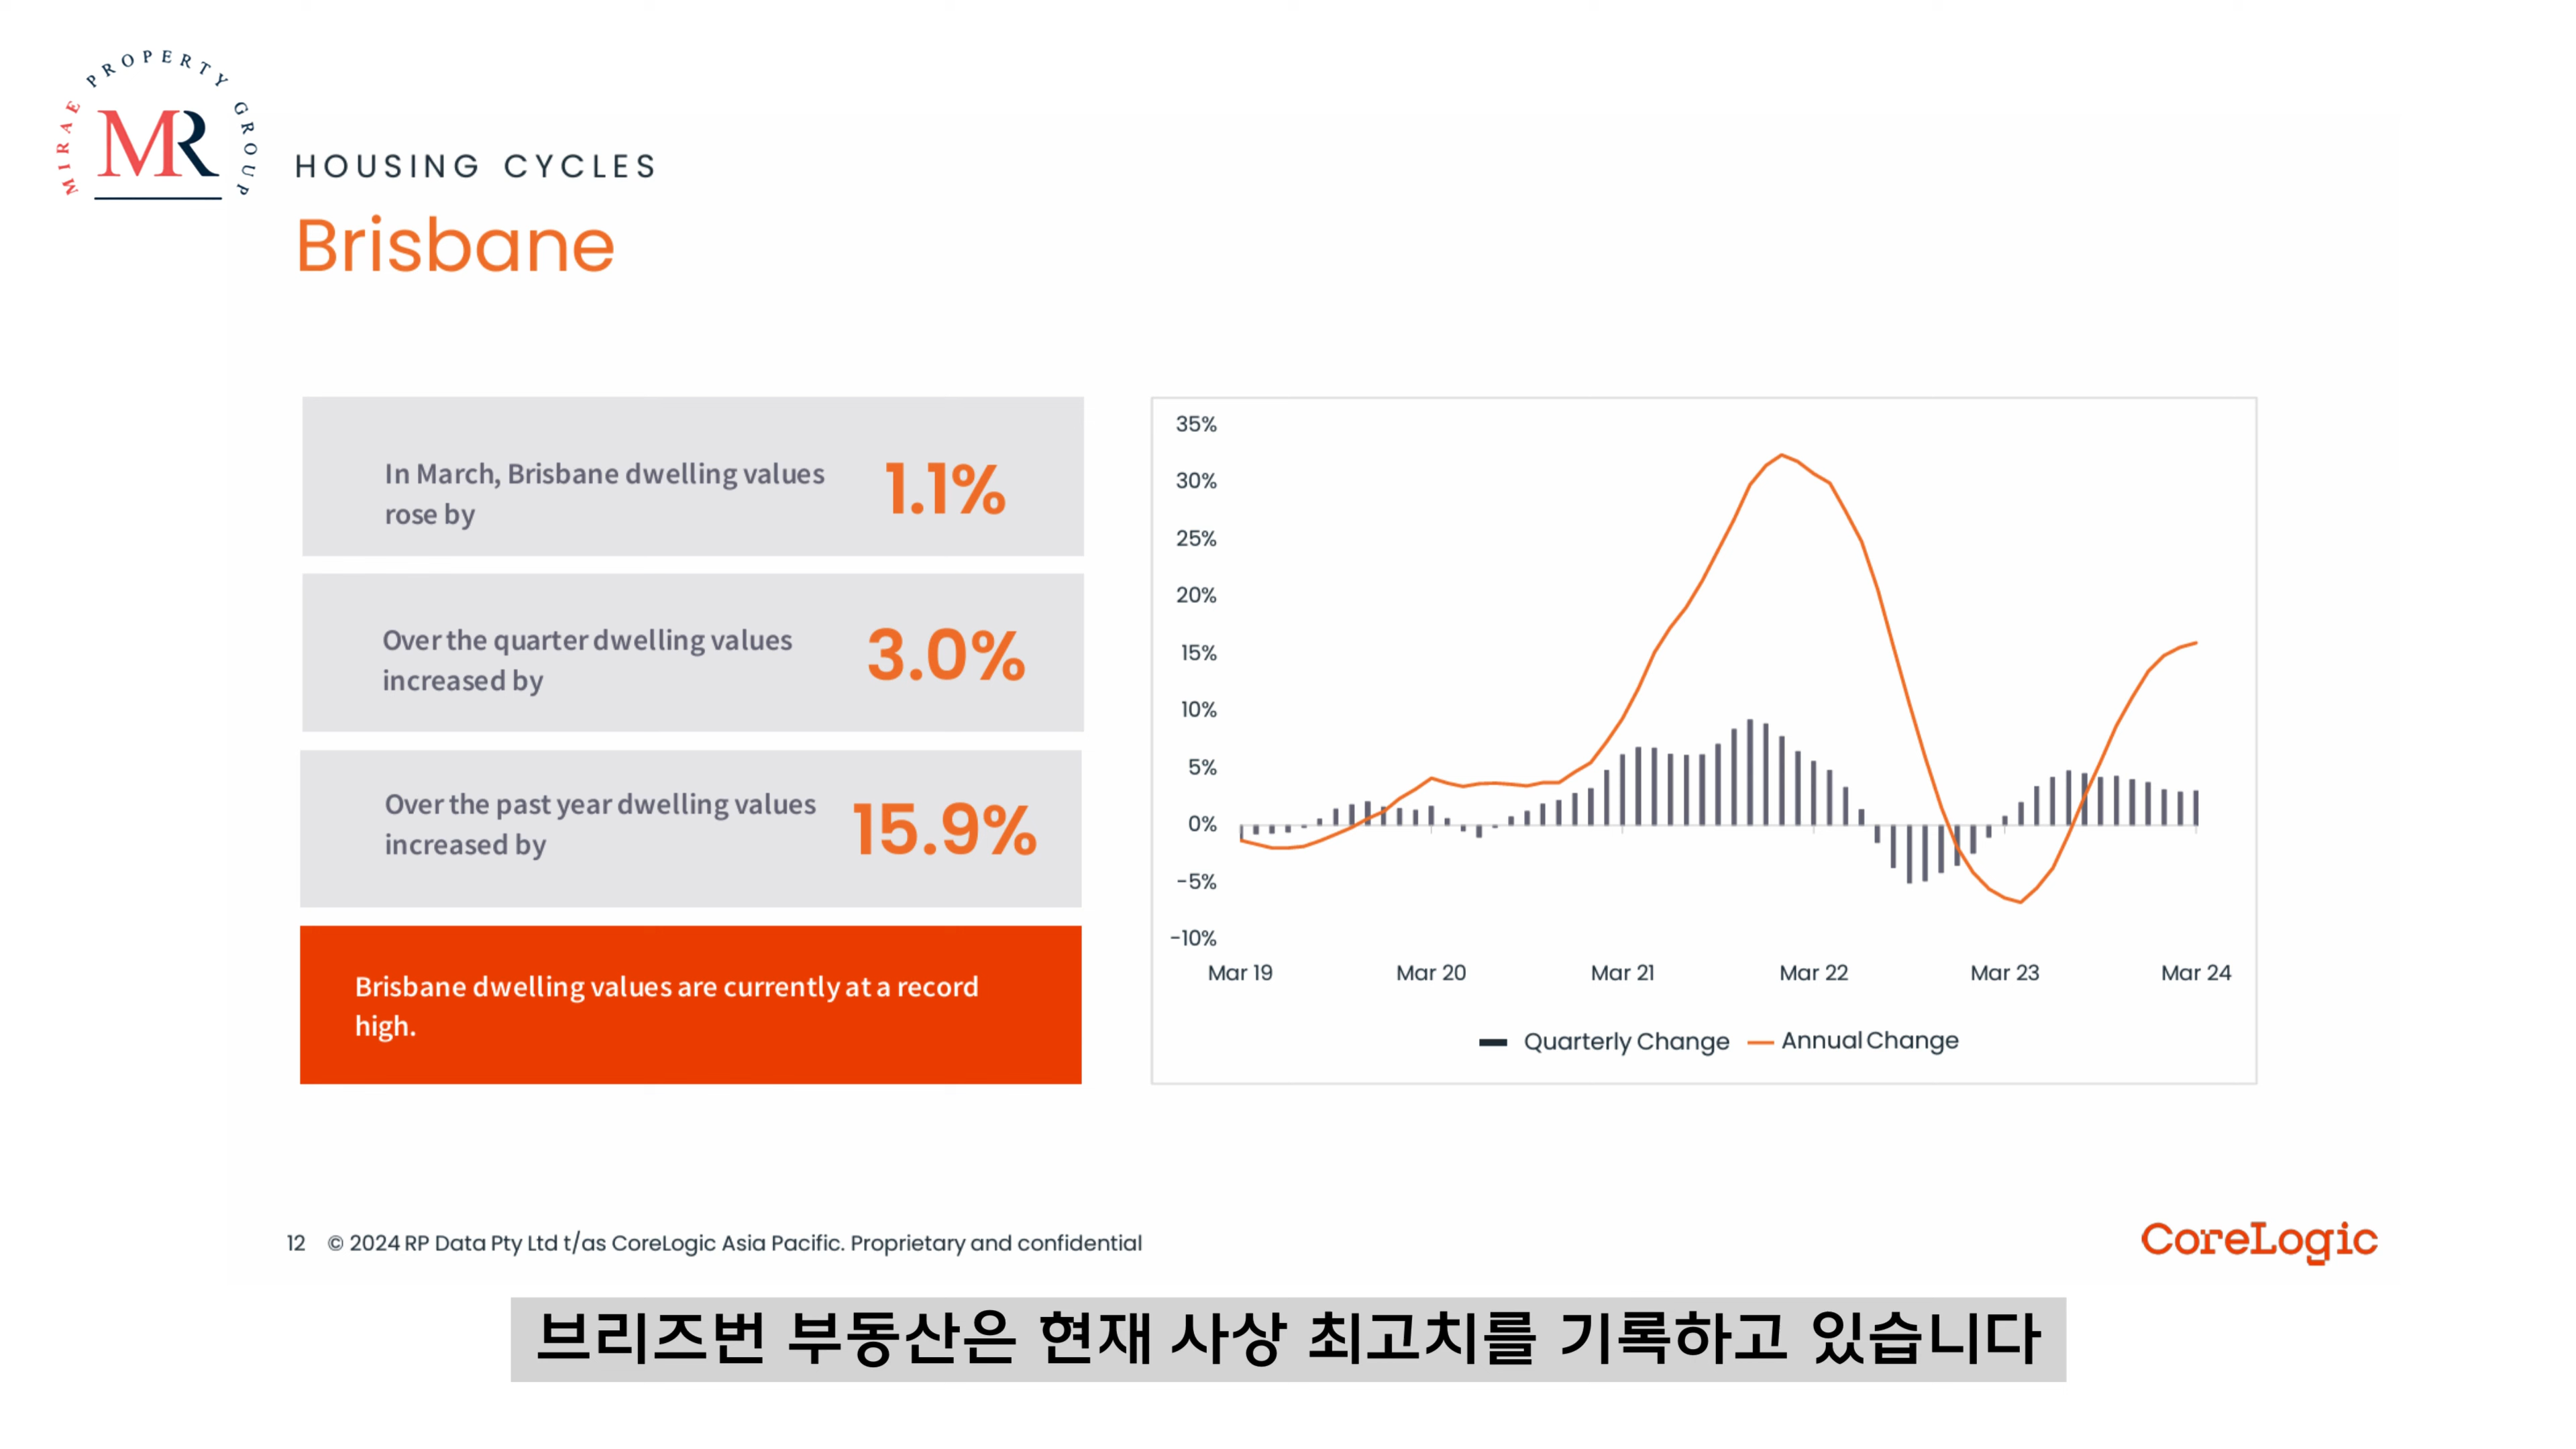 MIRAE PROPERTY GROUP
MR
HOUSING CYCLES
Brisbane
In March, Brisbane dwelling values
rose by
1.1%
Over the quarter dwelling values
increased by
3.0%
Over the past year dwelling values
increased by
15.9%
Brisbane dwelling values are currently at a record
high.
35%
30%
25%
20%
15%
10%
5%
0%
-5%
-10%
Mar 19 Mar 20 Mar 21 Mar 22 Mar 23 Mar 24
Quarterly Change Annual Change
12 © 2024 RP Data Pty Ltd t/as CoreLogic Asia Pacific. Proprietary and confidential
CoreLogic
브리즈번 부동산은 현재 사상 최고치를 기록하고 있습니다